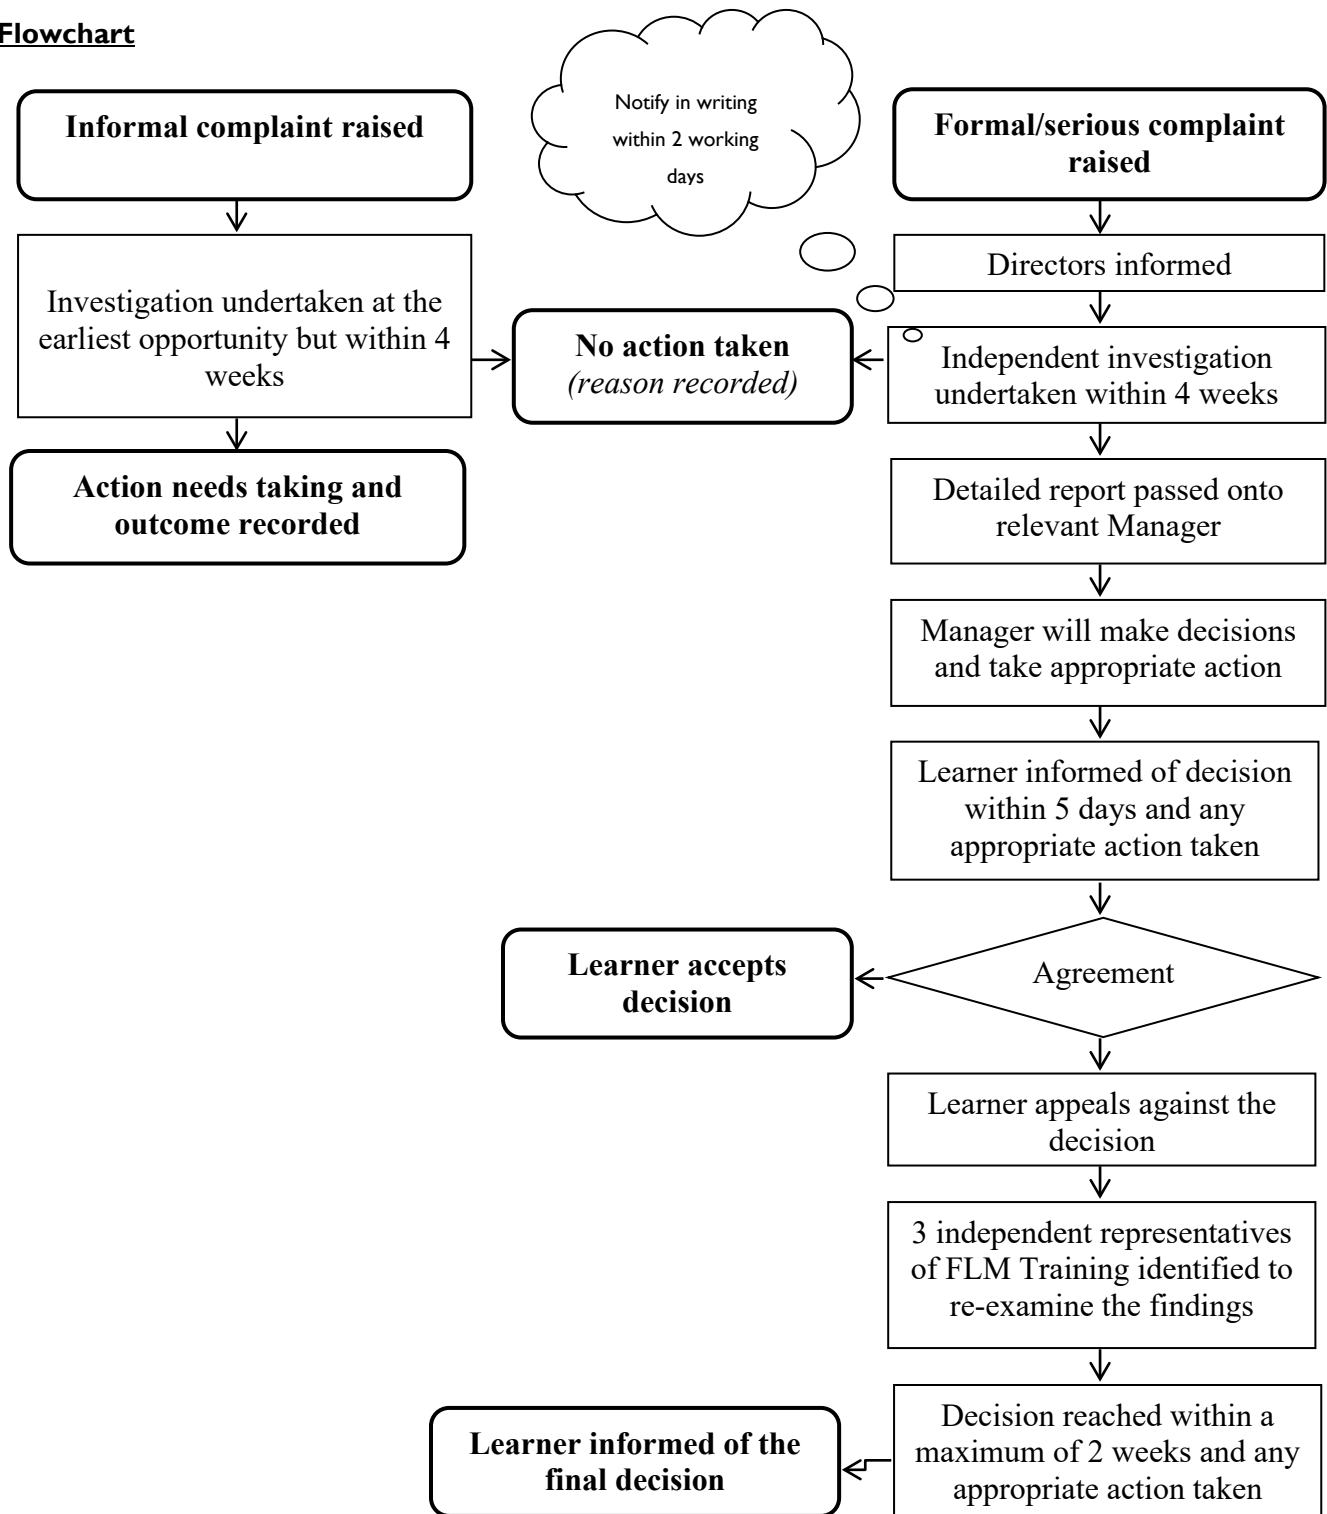 Flowchart
Informal complaint raised
Notify in writing
within 2 working
days
Formal/serious complaint
raised
Directors informed
Investigation undertaken at the
earliest opportunity but within 4
weeks
No action taken
(reason recorded)
Independent investigation
undertaken within 4 weeks
Action needs taking and
outcome recorded
Detailed report passed onto
relevant Manager
Manager will make decisions
and take appropriate action
Learner informed of decision
within 5 days and any
appropriate action taken
Learner accepts
decision
Agreement
Learner appeals against the
decision
3 independent representatives
of FLM Training identified to
re-examine the findings
Decision reached within a
maximum of 2 weeks and any
appropriate action taken
Learner informed of the
final decision